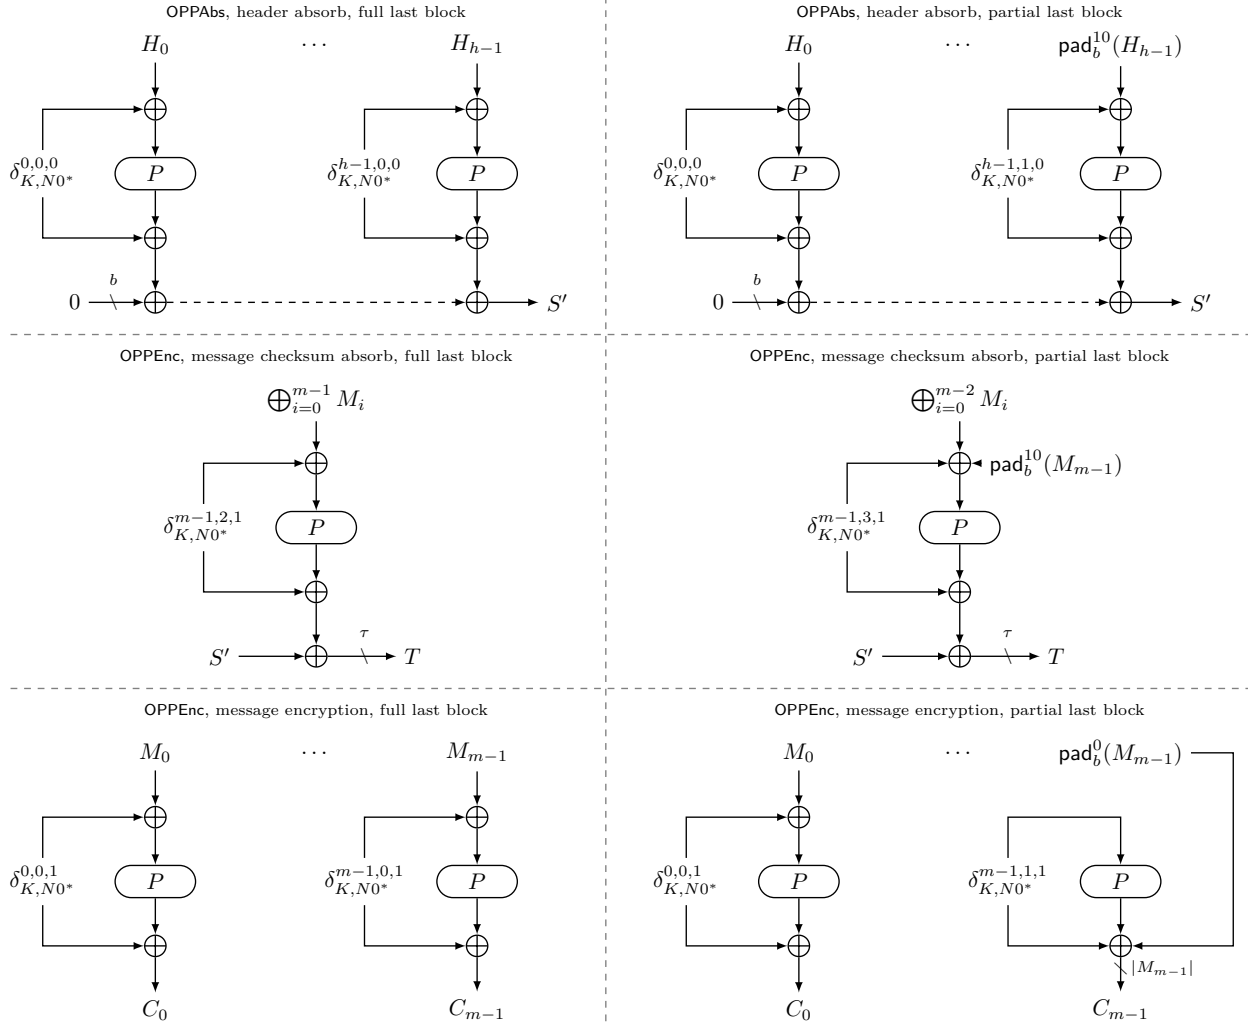 OPPAbs, header absorb, full last block
H_0 ⋯ H_{h−1}
δ_{K,N0*}^{0,0,0} P δ_{K,N0*}^{h−1,0,0} P
b
0 S′
OPPAbs, header absorb, partial last block
H_0 ⋯ pad_b^{10}(H_{h−1})
δ_{K,N0*}^{0,0,0} P δ_{K,N0*}^{h−1,1,0} P
b
0 S′
OPPEnc, message checksum absorb, full last block
⊕_{i=0}^{m−1} M_i
δ_{K,N0*}^{m−1,2,1} P
τ
S′ T
OPPEnc, message checksum absorb, partial last block
⊕_{i=0}^{m−2} M_i
pad_b^{10}(M_{m−1})
δ_{K,N0*}^{m−1,3,1} P
τ
S′ T
OPPEnc, message encryption, full last block
M_0 ⋯ M_{m−1}
δ_{K,N0*}^{0,0,1} P δ_{K,N0*}^{m−1,0,1} P
C_0 C_{m−1}
OPPEnc, message encryption, partial last block
M_0 ⋯ pad_b^0(M_{m−1})
δ_{K,N0*}^{0,0,1} P δ_{K,N0*}^{m−1,1,1} P
|M_{m−1}|
C_0 C_{m−1}